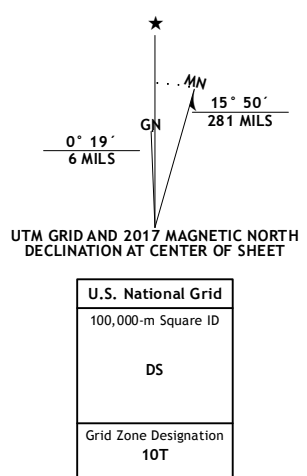 ★
MN
GN
15° 50´
281 MILS
0° 19´
6 MILS
UTM GRID AND 2017 MAGNETIC NORTH
DECLINATION AT CENTER OF SHEET
U.S. National Grid
100,000-m Square ID
DS
Grid Zone Designation
10T